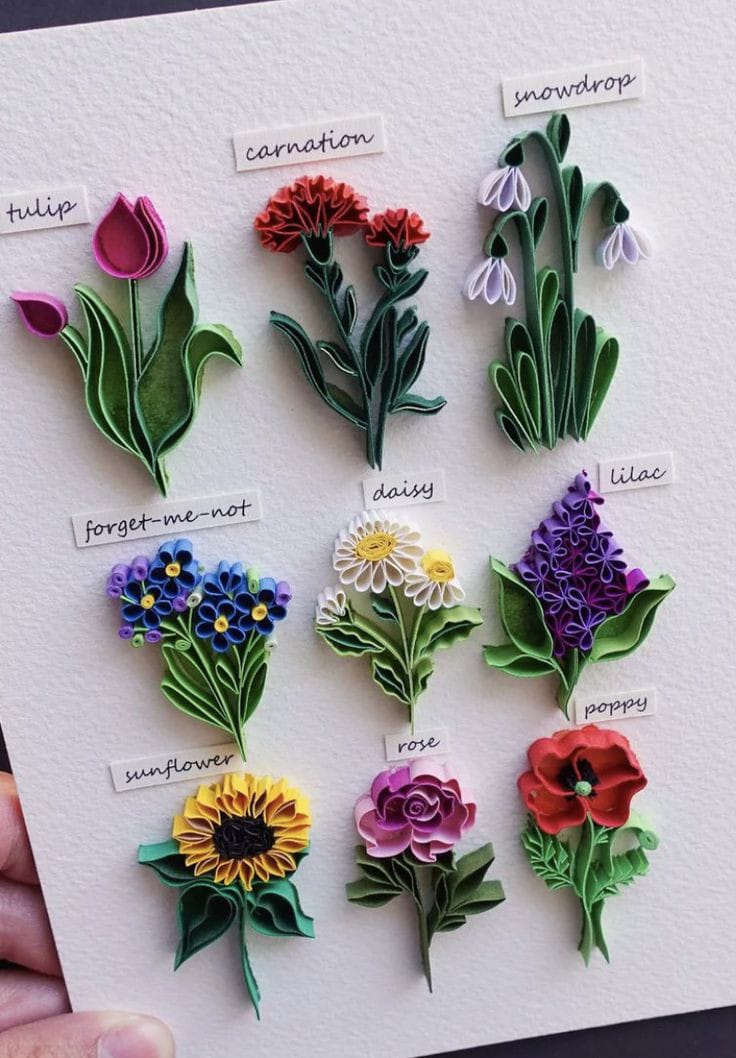 tulip
carnation
snowdrop
forget-me-not
daisy
lilac
sunflower
rose
poppy